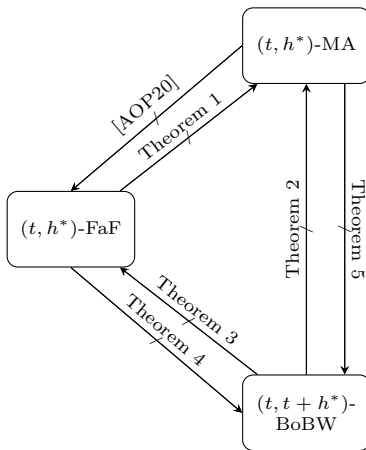 (t, h*)-MA
[AOP20]
Theorem 1
(t, h*)-FaF
Theorem 2
Theorem 5
Theorem 3
Theorem 4
(t, t + h*)-
BoBW